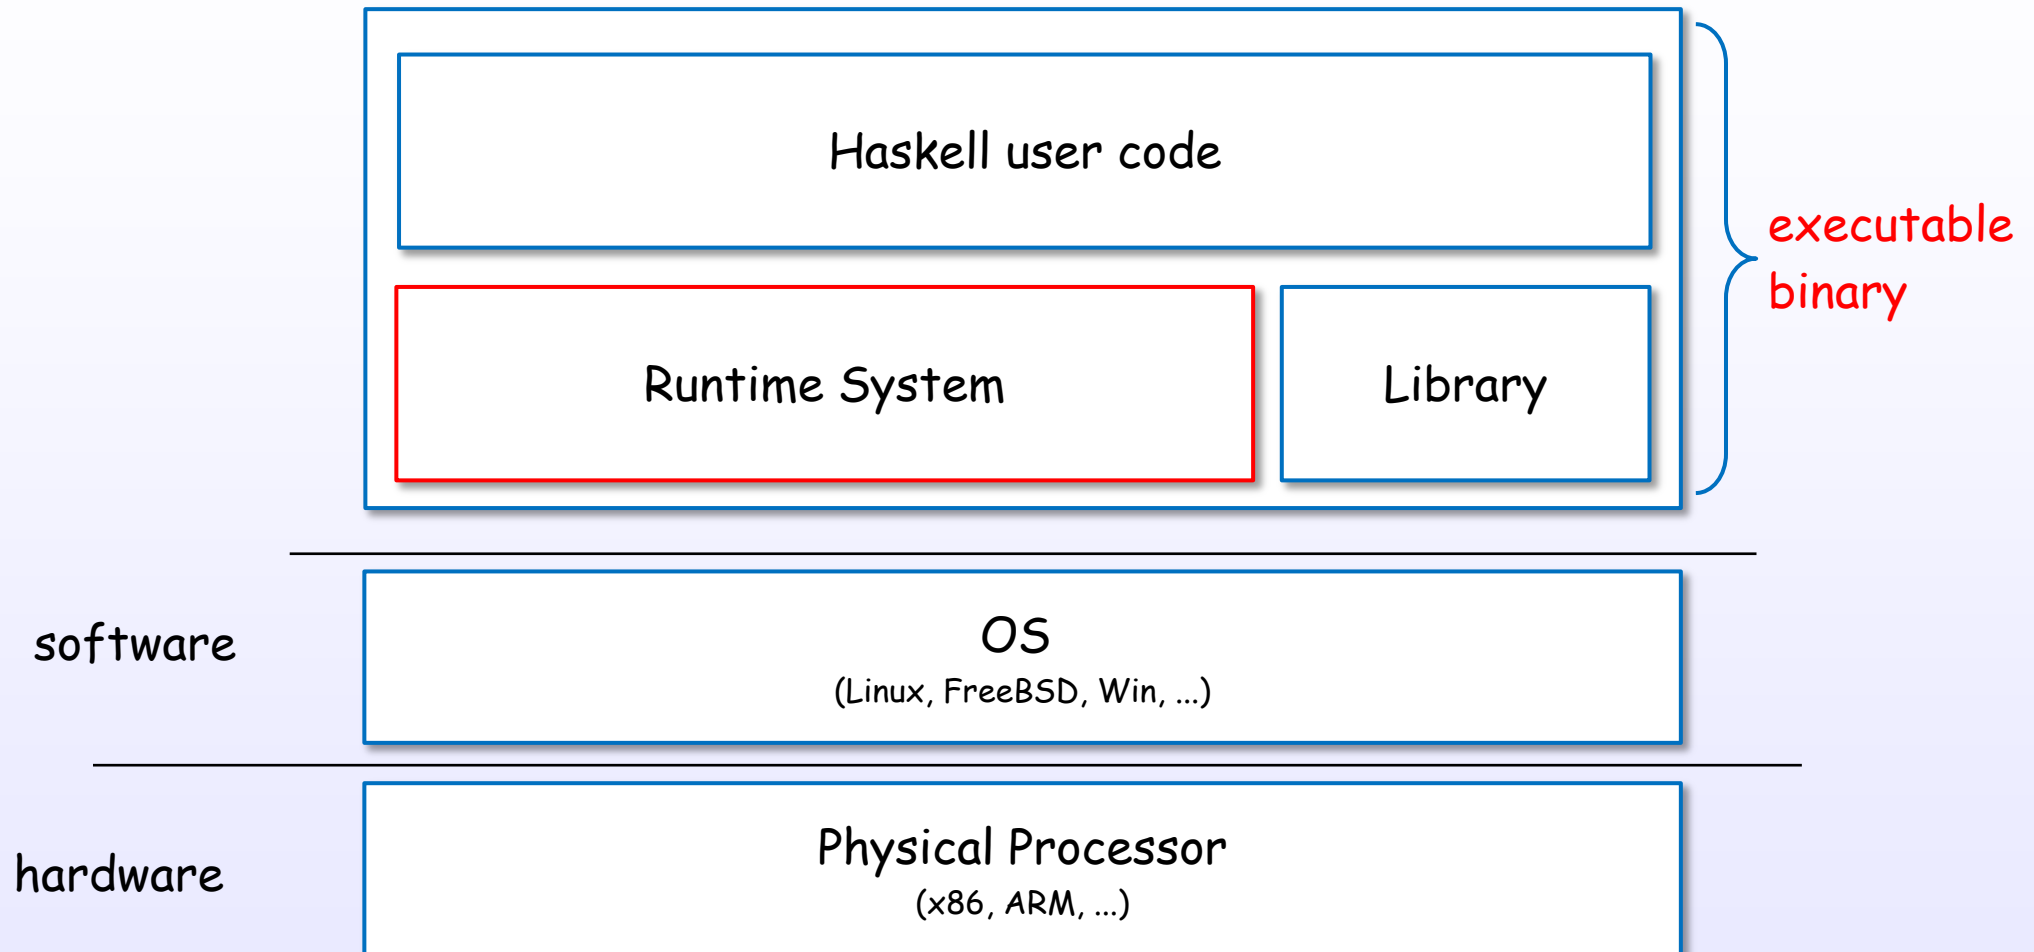 Haskell user code
executable
binary
Runtime System
Library
software
OS
(Linux, FreeBSD, Win, ...)
hardware
Physical Processor
(x86, ARM, ...)